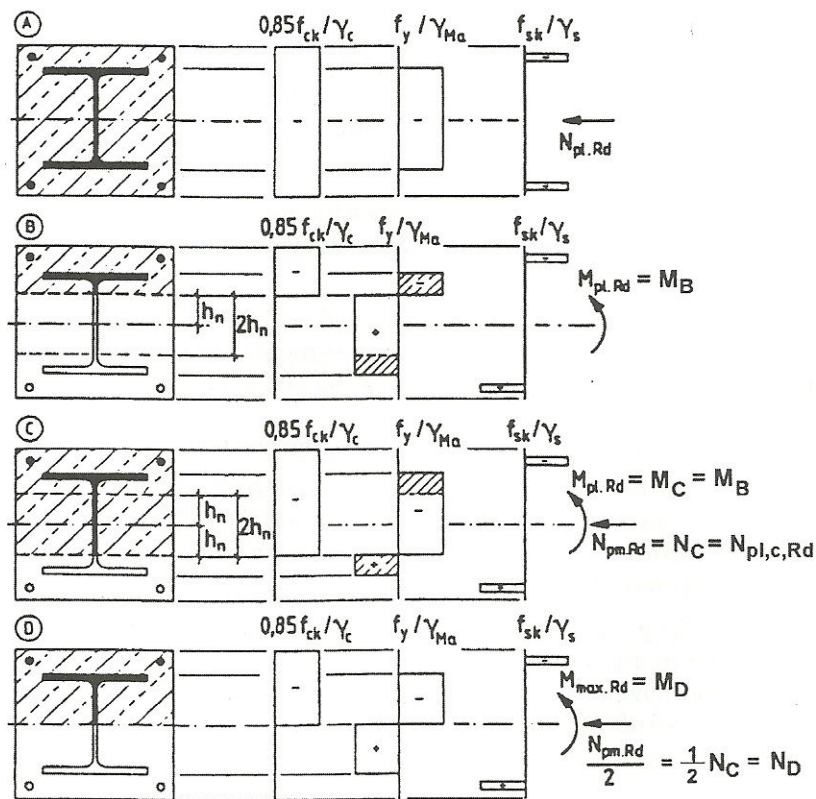 A
0,85 f_ck/γ_c f_y/γ_Ma f_sk/γ_s
-
-
-
-
N_pl.Rd
B
0,85 f_ck/γ_c f_y/γ_Ma f_sk/γ_s
-
-
-
M_pl.Rd = M_B
h_n 2h_n
+
+
C
0,85 f_ck/γ_c f_y/γ_Ma f_sk/γ_s
-
M_pl.Rd = M_C = M_B
-
-
h_n 2h_n
h_n
N_pm.Rd = N_C = N_pl,c,Rd
+
+
D
0,85 f_ck/γ_c f_y/γ_Ma f_sk/γ_s
-
-
-
M_max.Rd = M_D
+
N_pm.Rd/2 = 1/2 N_C = N_D
+